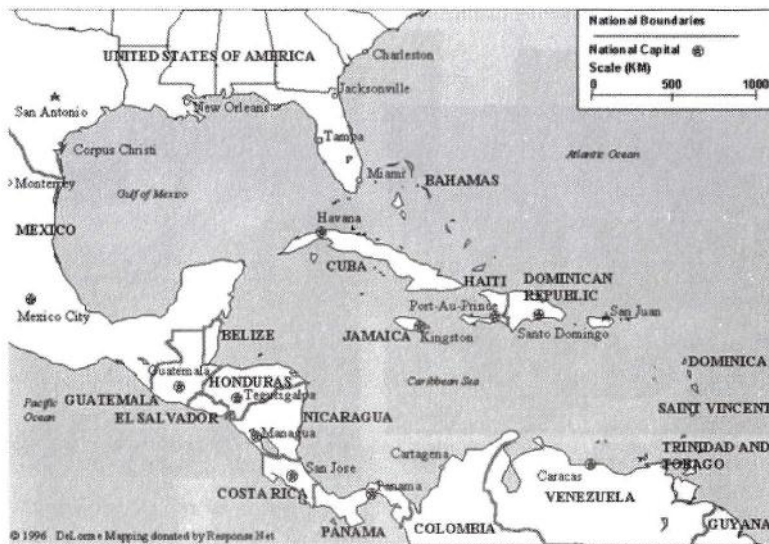 National Boundaries
National Capital
Scale (KM)
0 500 1000
UNITED STATES OF AMERICA
Charleston
San Antonio
New Orleans
Jacksonville
Tampa
Corpus Christi
Atlantic Ocean
Monterrey
Gulf of Mexico
Miami
BAHAMAS
MEXICO
Havana
CUBA
HAITI
DOMINICAN
REPUBLIC
Mexico City
Port-Au-Prince
San Juan
BELIZE
JAMAICA
Kingston
Santo Domingo
Guatemala
HONDURAS
Tegucigalpa
Caribbean Sea
DOMINICA
Pacific
Ocean
GUATEMALA
EL SALVADOR
NICARAGUA
SAINT VINCENT
Managua
Cartagena
TRINIDAD AND
TOBAGO
San Jose
Caracas
COSTA RICA
Panama
VENEZUELA
PANAMA
COLOMBIA
GUYANA
© 1996 DeLorme Mapping donated by Response Net